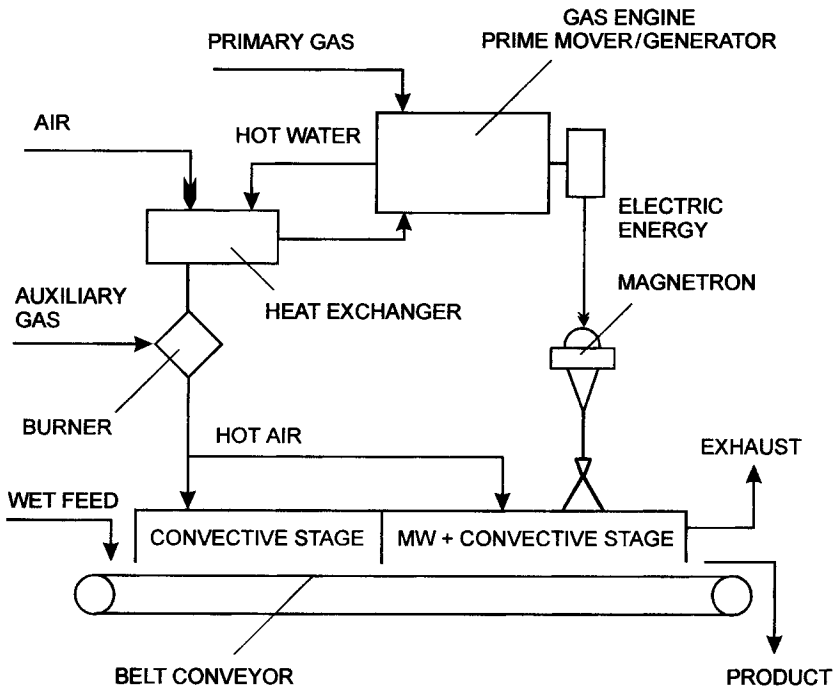 GAS ENGINE
PRIME MOVER/GENERATOR
PRIMARY GAS
AIR
HOT WATER
ELECTRIC
ENERGY
MAGNETRON
HEAT EXCHANGER
AUXILIARY
GAS
BURNER
HOT AIR
EXHAUST
WET FEED
CONVECTIVE STAGE
MW + CONVECTIVE STAGE
BELT CONVEYOR
PRODUCT